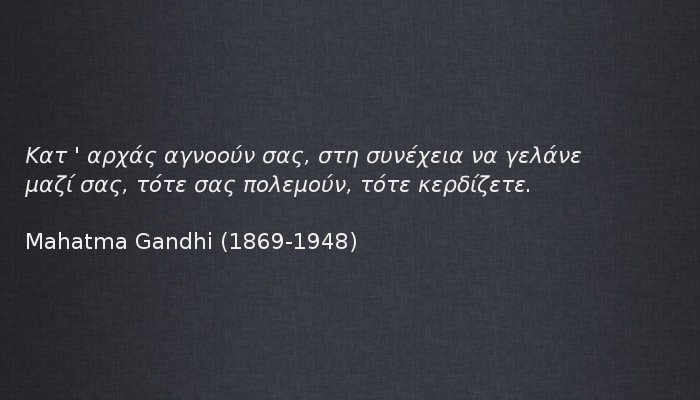 Κατ ' αρχάς αγνοούν σας, στη συνέχεια να γελάνε
μαζί σας, τότε σας πολεμούν, τότε κερδίζετε.
Mahatma Gandhi (1869-1948)